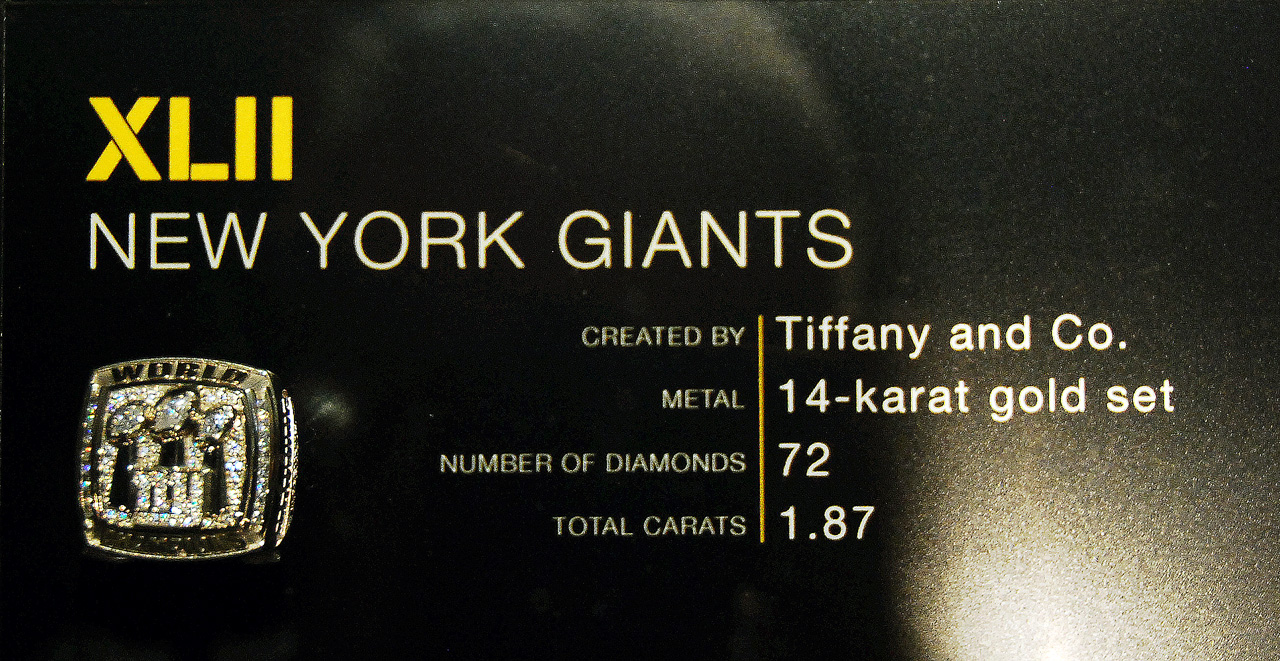 XLII
NEW YORK GIANTS
CREATED BY Tiffany and Co.
METAL 14-karat gold set
NUMBER OF DIAMONDS 72
TOTAL CARATS 1.87
WORLD